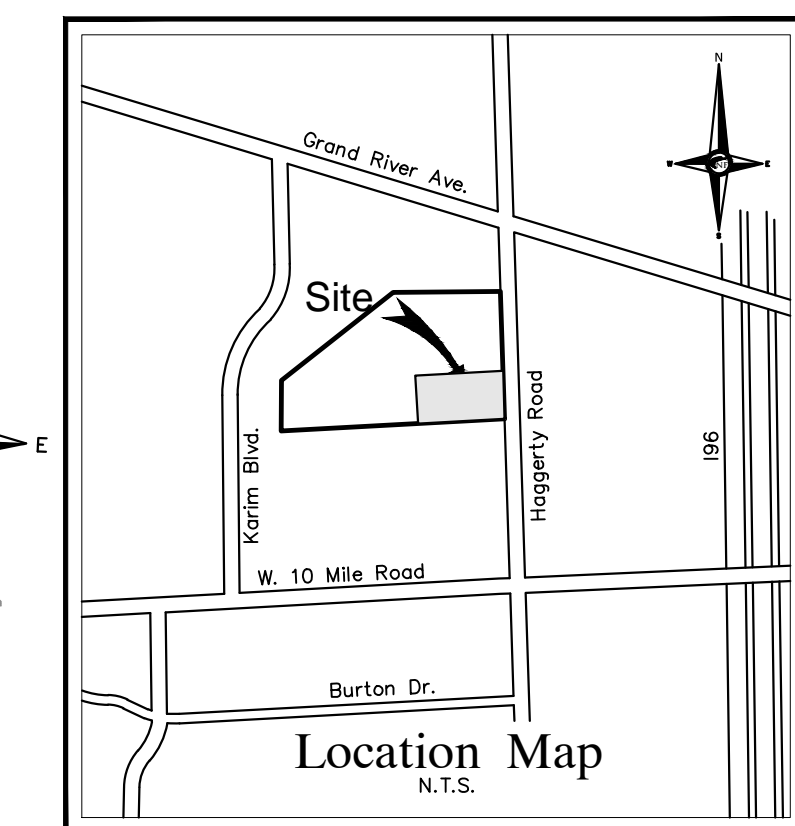 N
W
E
S
Grand River Ave.
Site
Haggerty Road
I96
E
Karim Blvd.
W. 10 Mile Road
Burton Dr.
Location Map
N.T.S.